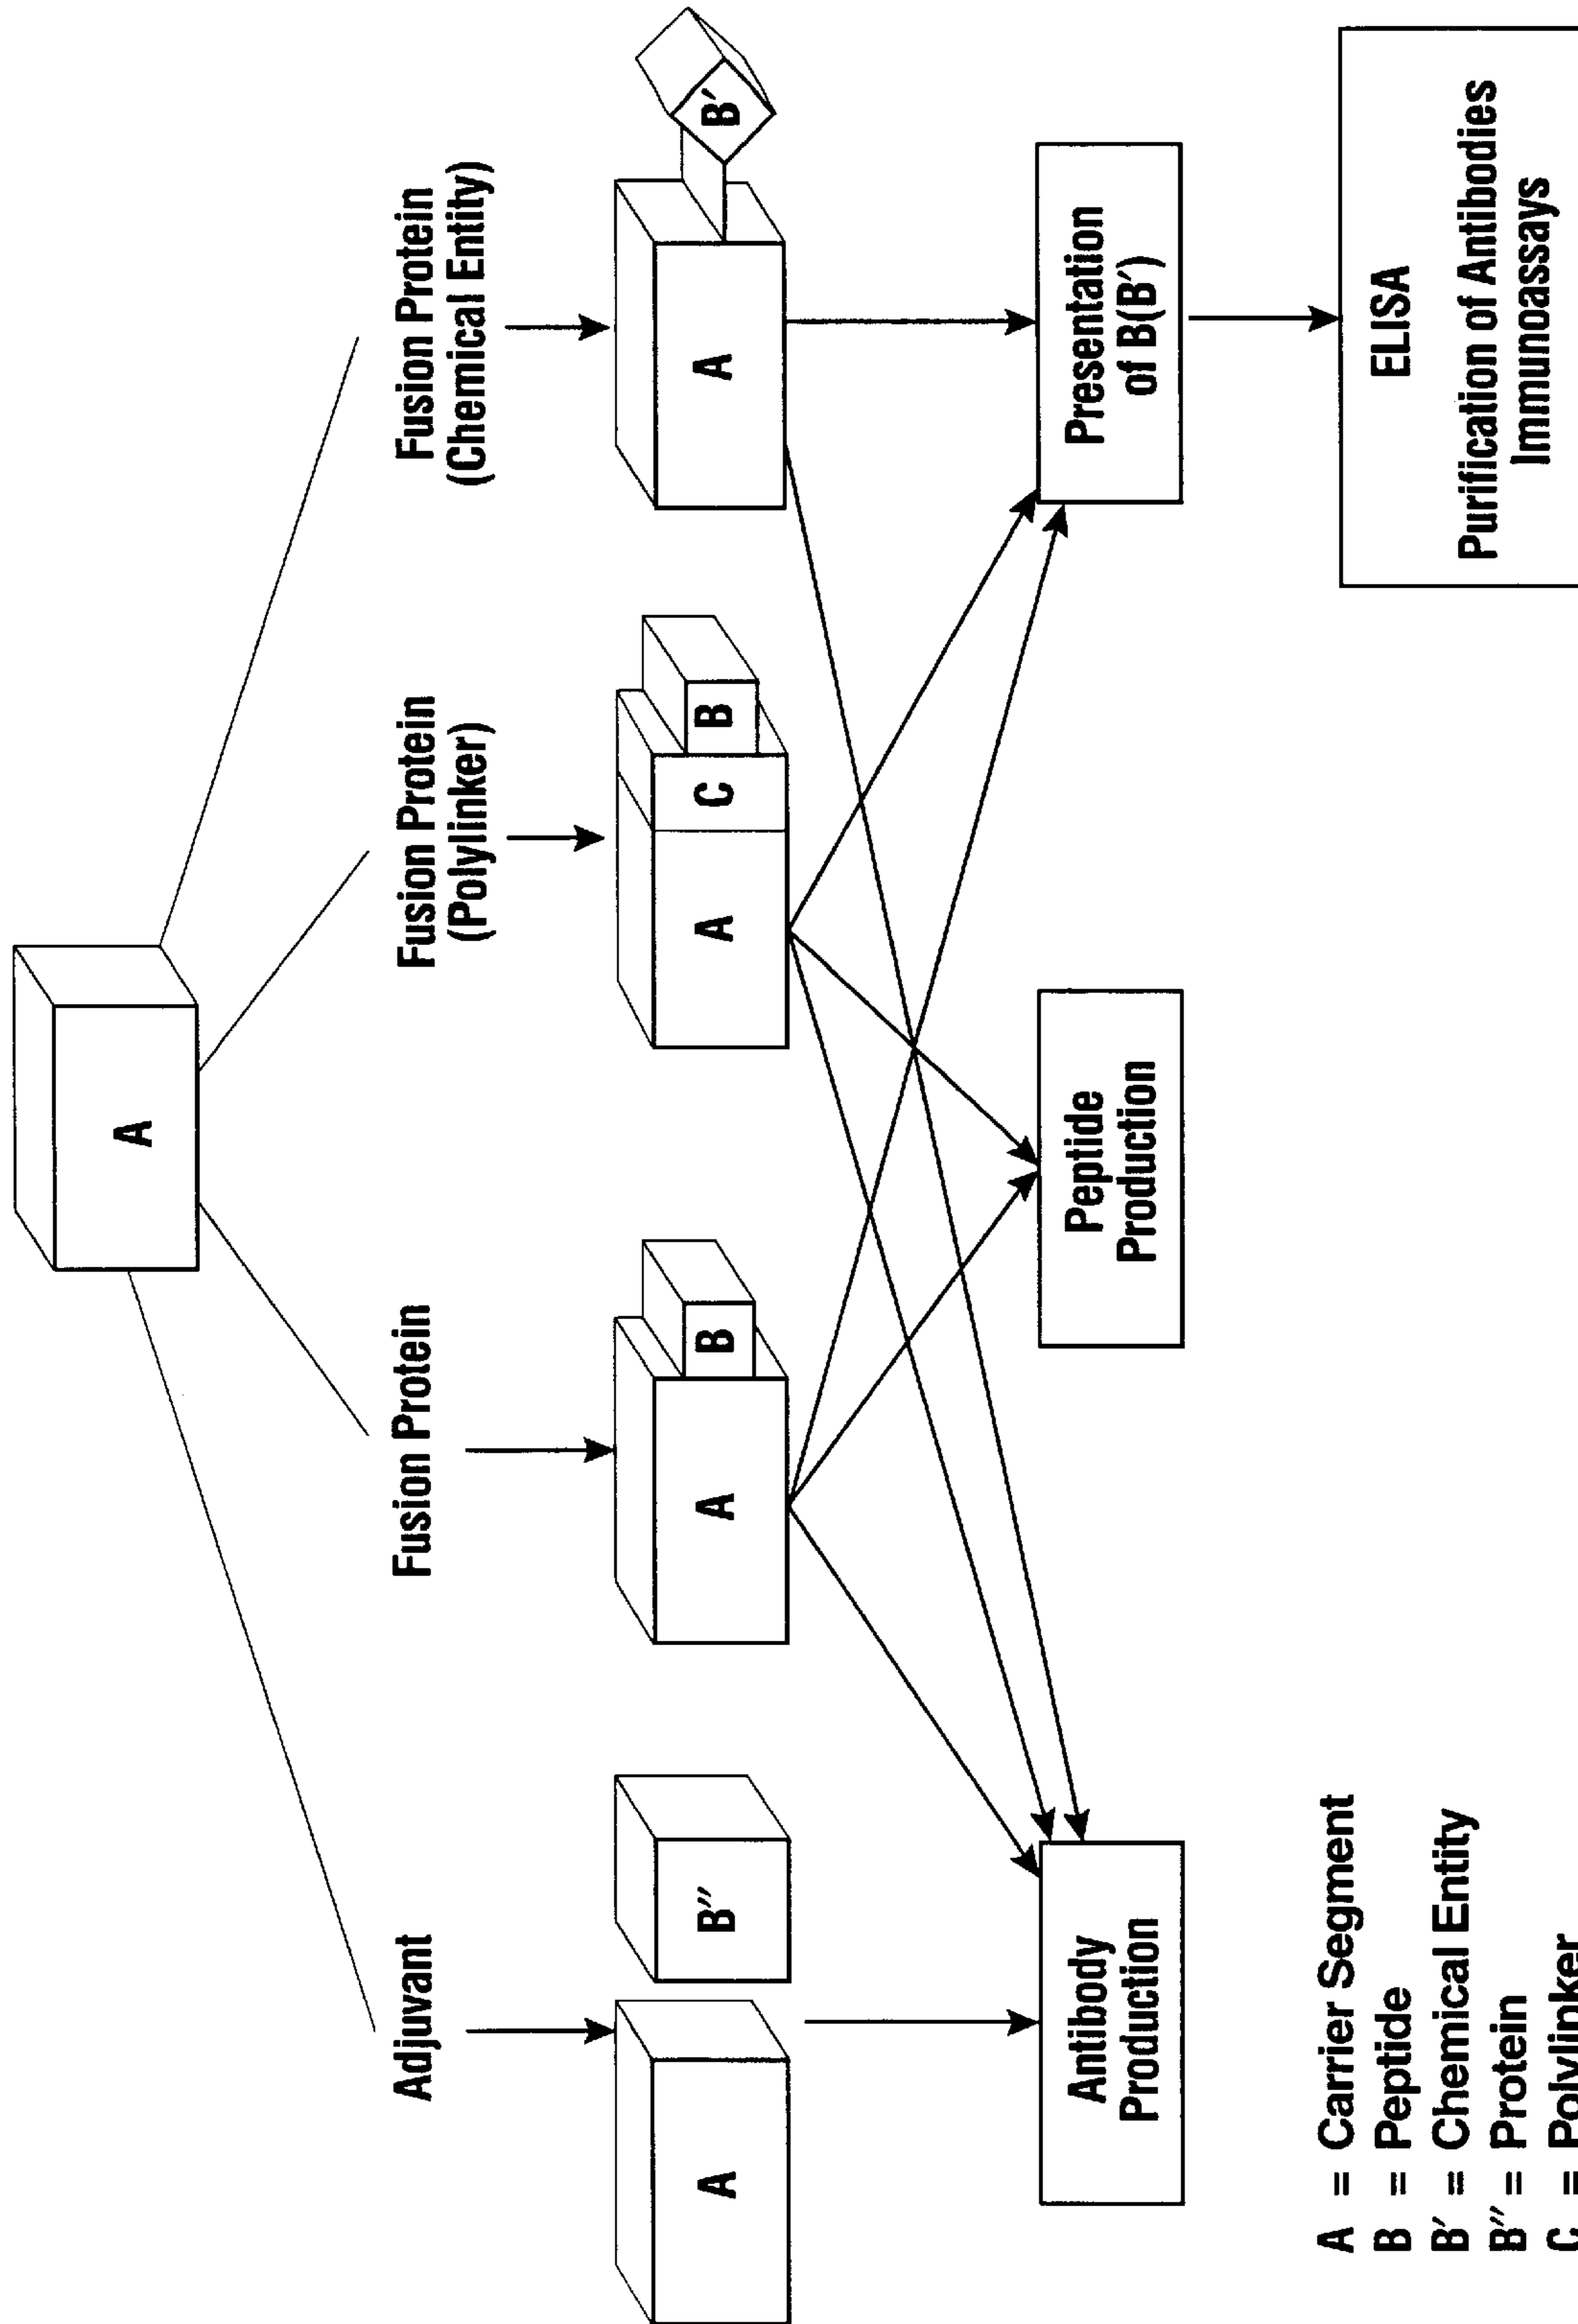 A
Adjuvant
Fusion Protein
Fusion Protein
(Polylinker)
Fusion Protein
(Chemical Entity)
A
B″
A
B
A
C
B
A
B′
Antibody
Production
Peptide
Production
Presentation
of B(B′)
ELISA
Purification of Antibodies
Immunoassays
A = Carrier Segment
B = Peptide
B′ = Chemical Entity
B″ = Protein
C = Polylinker